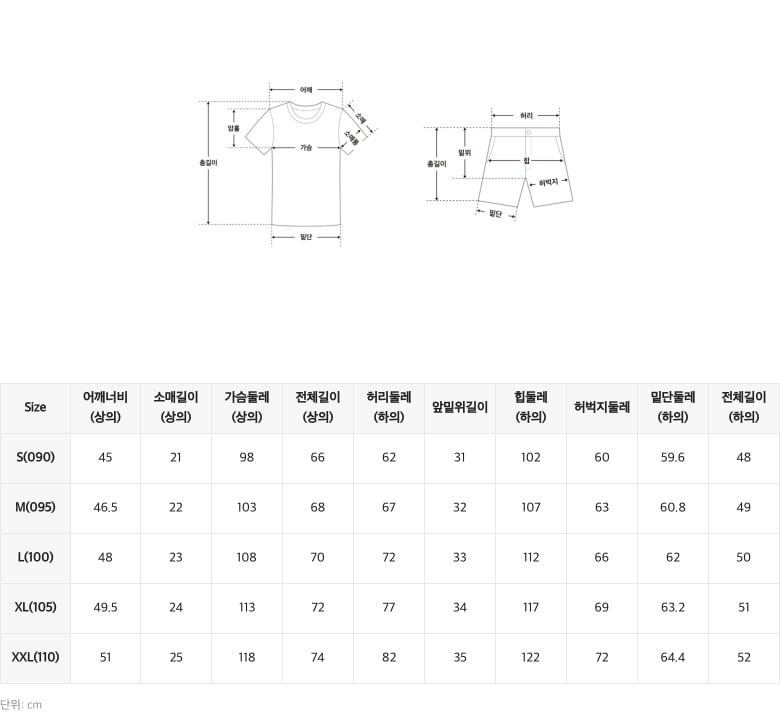 어깨
소매
암홀
소매통
가슴
총길이
밑단
허리
밑위
힙
총길이
허벅지
밑단
Size 어깨너비 (상의) 소매길이 (상의) 가슴둘레 (상의) 전체길이 (상의) 허리둘레 (하의) 앞밑위길이 힙둘레 (하의) 허벅지둘레 밑단둘레 (하의) 전체길이 (하의)
S(090) 45 21 98 66 62 31 102 60 59.6 48
M(095) 46.5 22 103 68 67 32 107 63 60.8 49
L(100) 48 23 108 70 72 33 112 66 62 50
XL(105) 49.5 24 113 72 77 34 117 69 63.2 51
XXL(110) 51 25 118 74 82 35 122 72 64.4 52
단위: cm